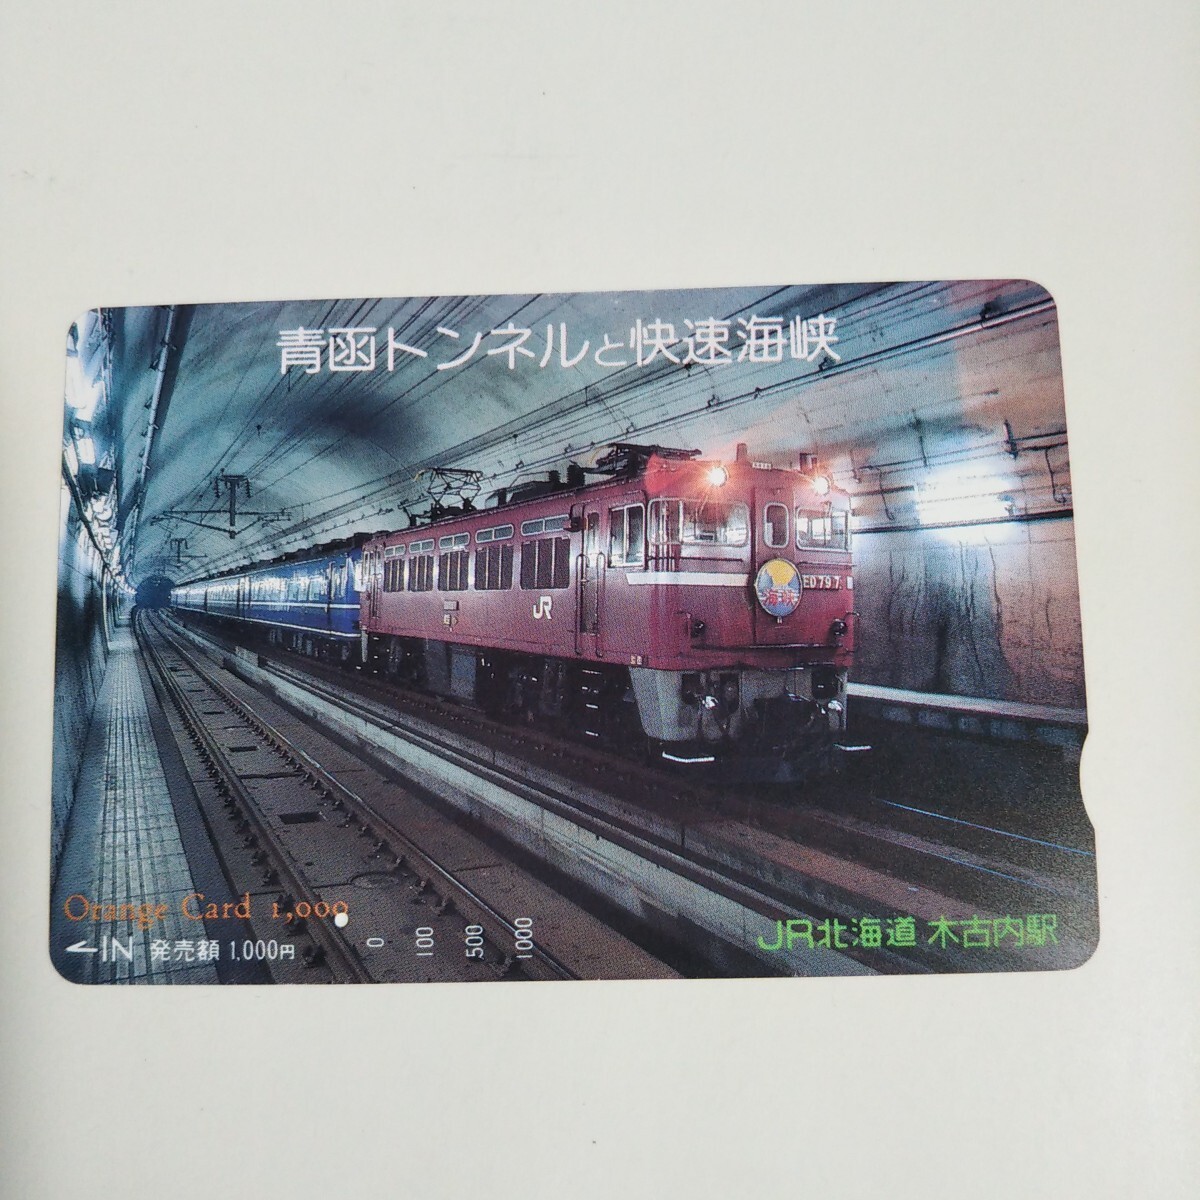 青函トンネルと快速海峡
海峡
ED79 7
JR
Orange Card 1,000
IN 発売額 1,000円
0 100 500 1000
JR北海道 木古内駅